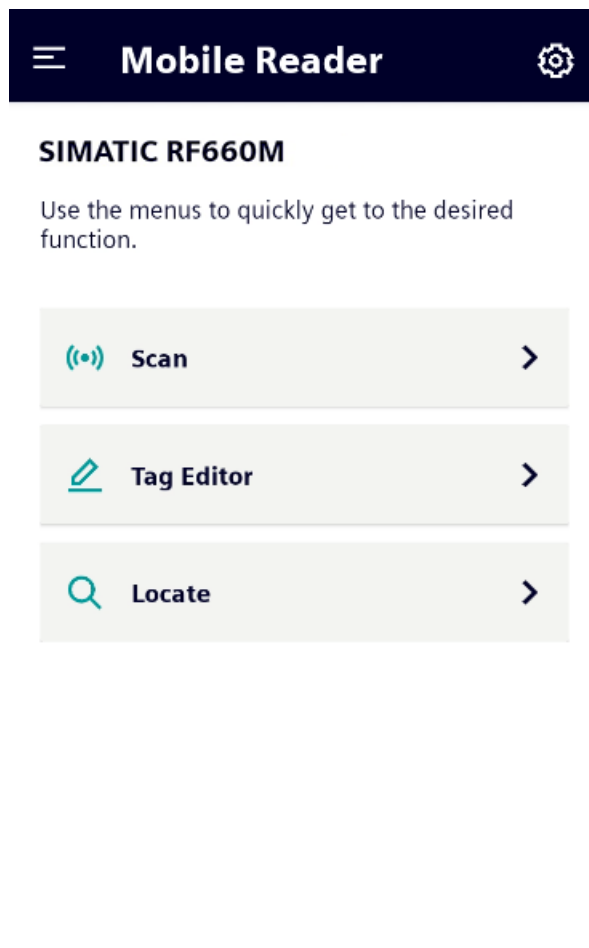 Mobile Reader
SIMATIC RF660M
Use the menus to quickly get to the desired
function.
Scan
Tag Editor
Locate